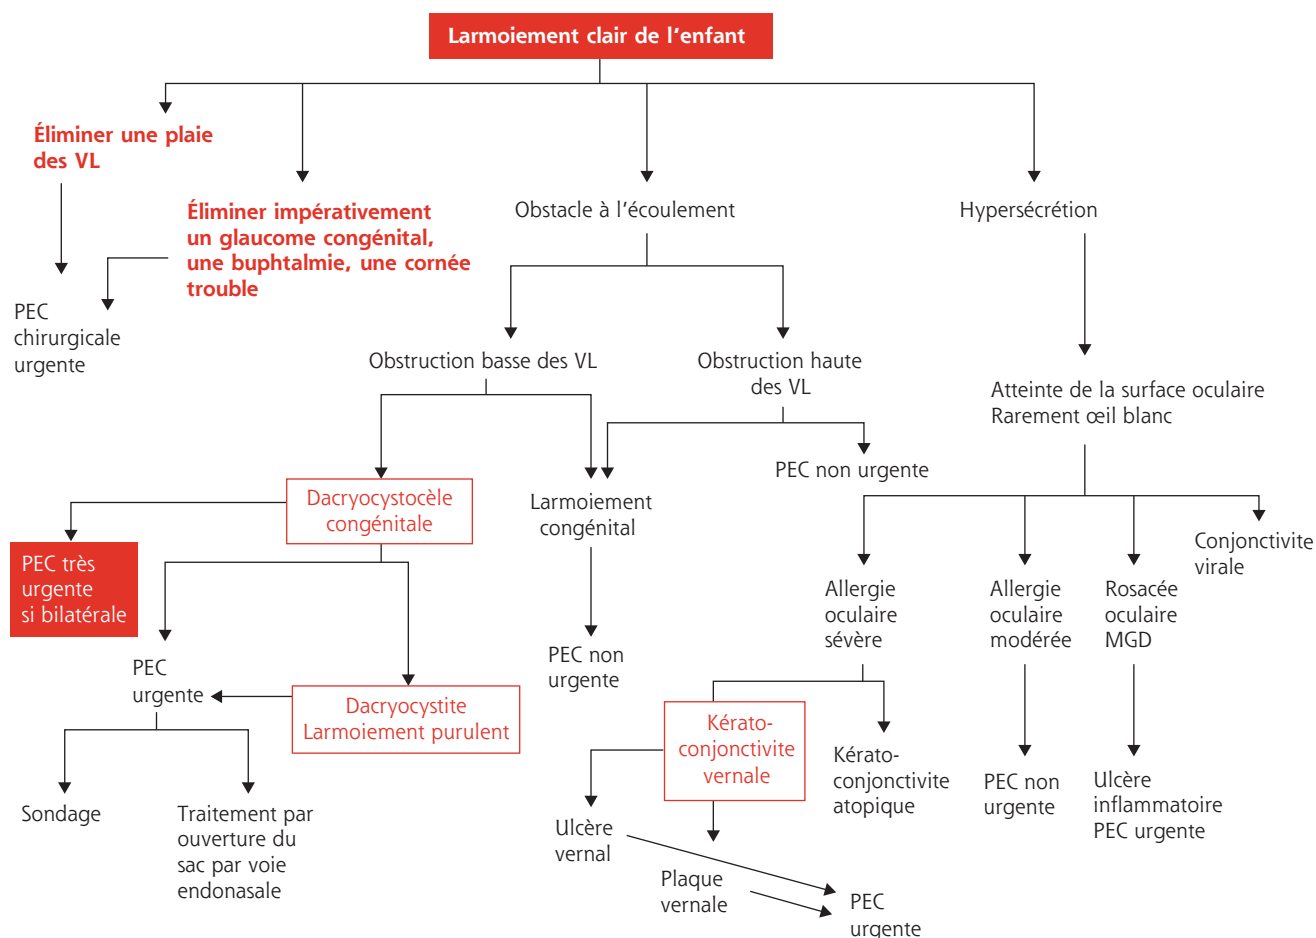 Larmoiement clair de l’enfant
Éliminer une plaie
des VL
Éliminer impérativement
un glaucome congénital,
une buphtalmie, une cornée
trouble
Obstacle à l’écoulement
Hypersécrétion
PEC
chirurgicale
urgente
Obstruction basse des VL
Obstruction haute
des VL
Atteinte de la surface oculaire
Rarement œil blanc
PEC non urgente
Dacryocystocèle
congénitale
Larmoiement
congénital
PEC très
urgente
si bilatérale
Allergie
oculaire
sévère
Allergie
oculaire
modérée
Rosacée
oculaire
MGD
Conjonctivite
virale
PEC
urgente
PEC non
urgente
Dacryocystite
Larmoiement purulent
Kérato-
conjonctivite
vernale
Kérato-
conjonctivite
atopique
PEC non
urgente
Ulcère
inflammatoire
PEC urgente
Sondage
Traitement par
ouverture du
sac par voie
endonasale
Ulcère
vernal
Plaque
vernale
PEC
urgente